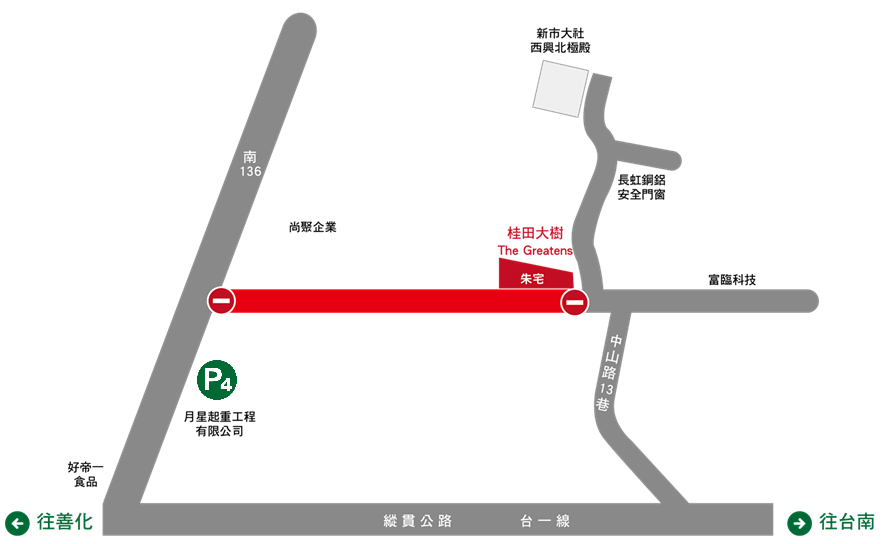 新市大社
西興北極殿
南
136
長虹鋼鋁
安全門窗
尚聚企業
桂田大樹
The Greatens
朱宅
富臨科技
中山路13巷
P4
月星起重工程
有限公司
好帝一
食品
往善化
縱貫公路 台一線
往台南